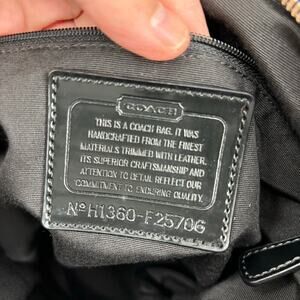 COACH
THIS IS A COACH BAG. IT WAS
HANDCRAFTED FROM THE FINEST
MATERIALS TRIMMED WITH LEATHER.
ITS SUPERIOR CRAFTSMANSHIP AND
ATTENTION TO DETAIL REFLECT OUR
COMMITMENT TO ENDURING QUALITY.
Nº H1360-F25706